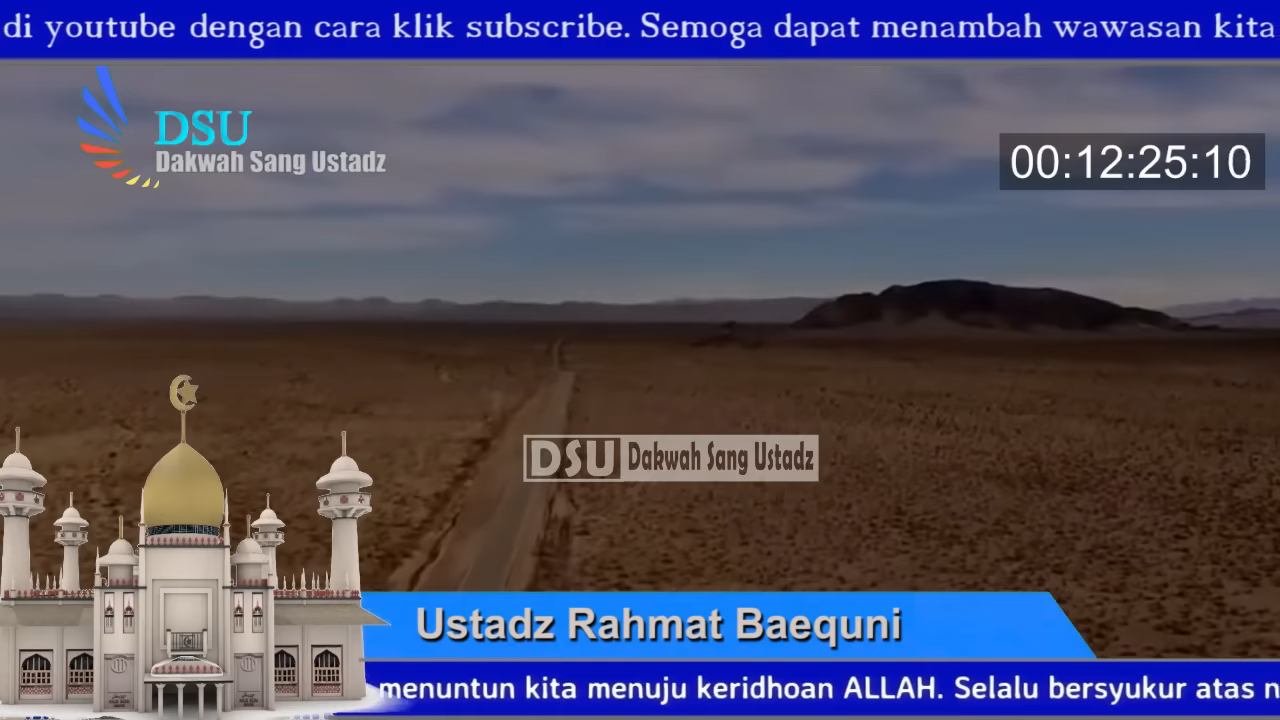 di youtube dengan cara klik subscribe. Semoga dapat menambah wawasan kita
DSU
Dakwah Sang Ustadz
00:12:25:10
DSU Dakwah Sang Ustadz
Ustadz Rahmat Baequni
menuntun kita menuju keridhoan ALLAH. Selalu bersyukur atas n